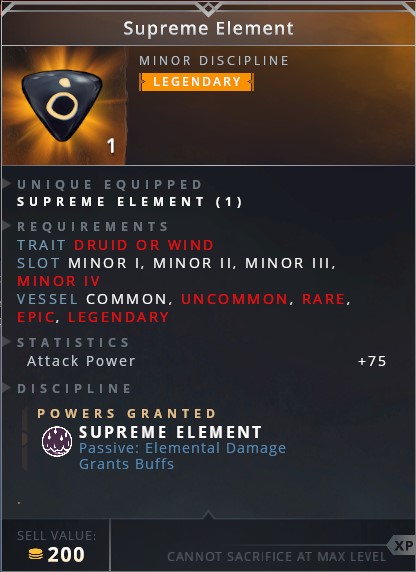 Supreme Element
MINOR DISCIPLINE
LEGENDARY
1
UNIQUE EQUIPPED
SUPREME ELEMENT (1)
REQUIREMENTS
TRAIT DRUID OR WIND
SLOT MINOR I, MINOR II, MINOR III,
MINOR IV
VESSEL COMMON, UNCOMMON, RARE,
EPIC, LEGENDARY
STATISTICS
Attack Power +75
DISCIPLINE
POWERS GRANTED
SUPREME ELEMENT
Passive: Elemental Damage
Grants Buffs
.
SELL VALUE:
200
XP
CANNOT SACRIFICE AT MAX LEVEL